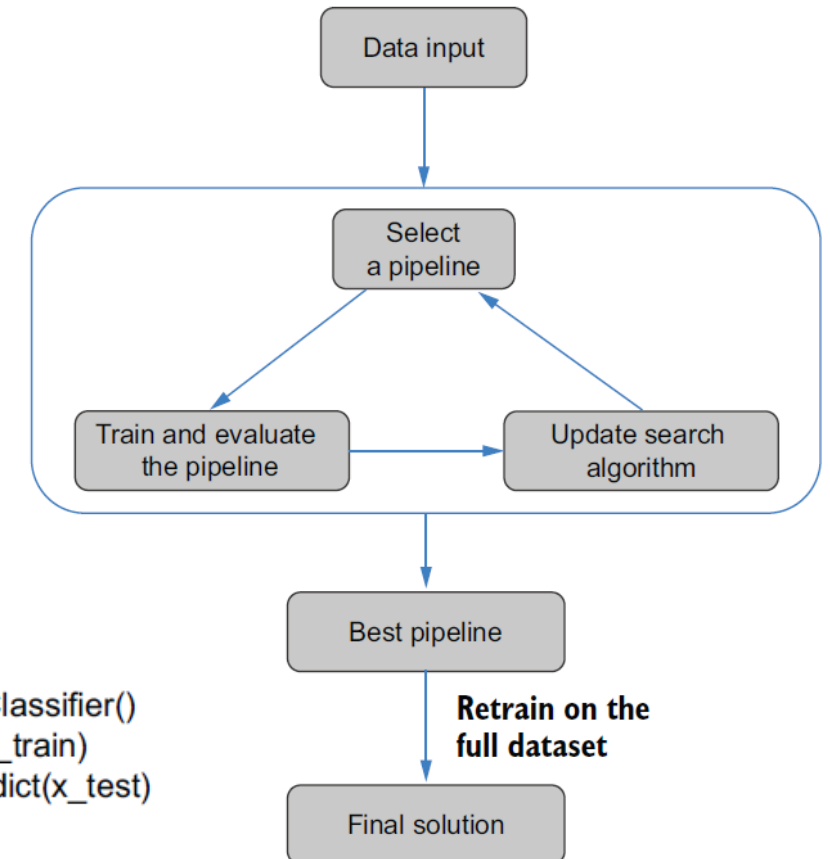 Data input
Select
a pipeline
Train and evaluate
the pipeline
Update search
algorithm
Best pipeline
lassifier()
_train)
dict(x_test)
Retrain on the
full dataset
Final solution